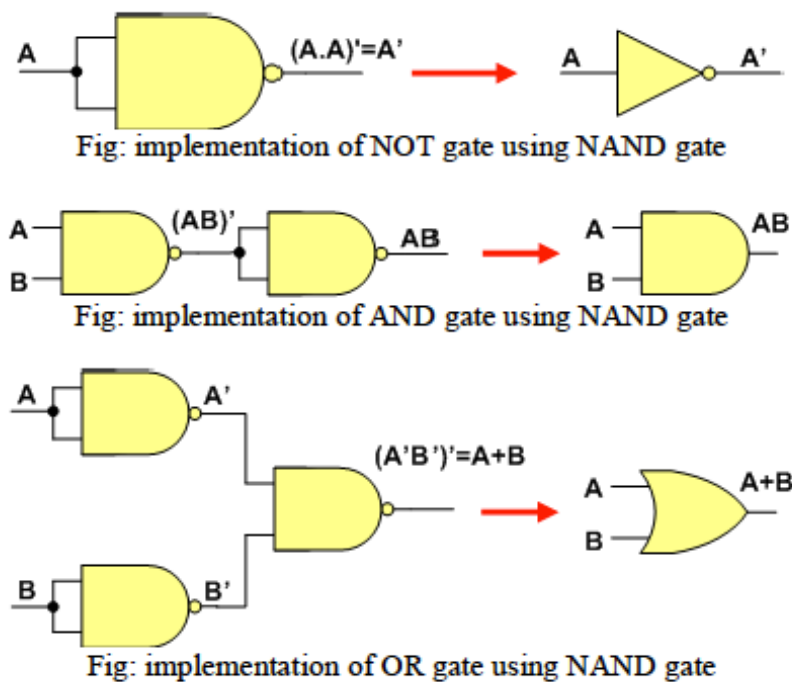 A
(A.A)'=A'
A
A'
Fig: implementation of NOT gate using NAND gate
A
B
(AB)'
AB
A
B
AB
Fig: implementation of AND gate using NAND gate
A
A'
(A'B')'=A+B
A
B
A+B
B
B'
Fig: implementation of OR gate using NAND gate